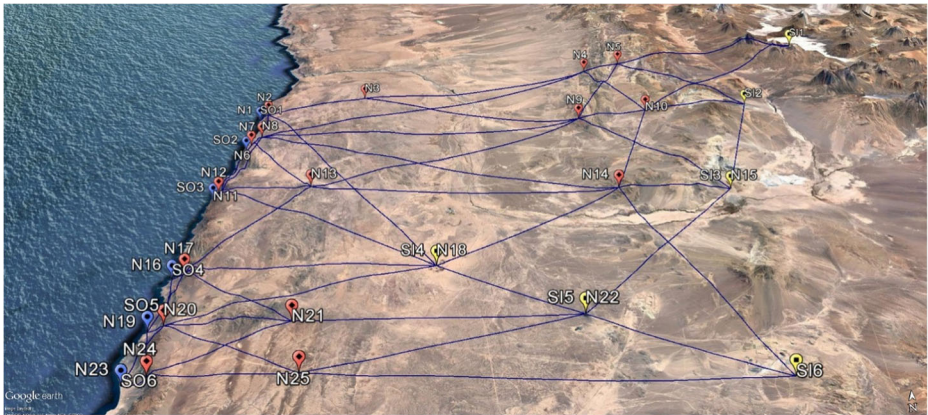 SI1
N5
N4
N3
SI2
N2
N1 SO1
N9
N10
N7 N8
SO2
N6
N12
SO3
N11
N13
N14
SI3 N15
SI4 N18
N17
N16
SO4
SO5 N20
N19
N21
SI5 N22
N24
N23
SO6
N25
SI6
Google earth
N